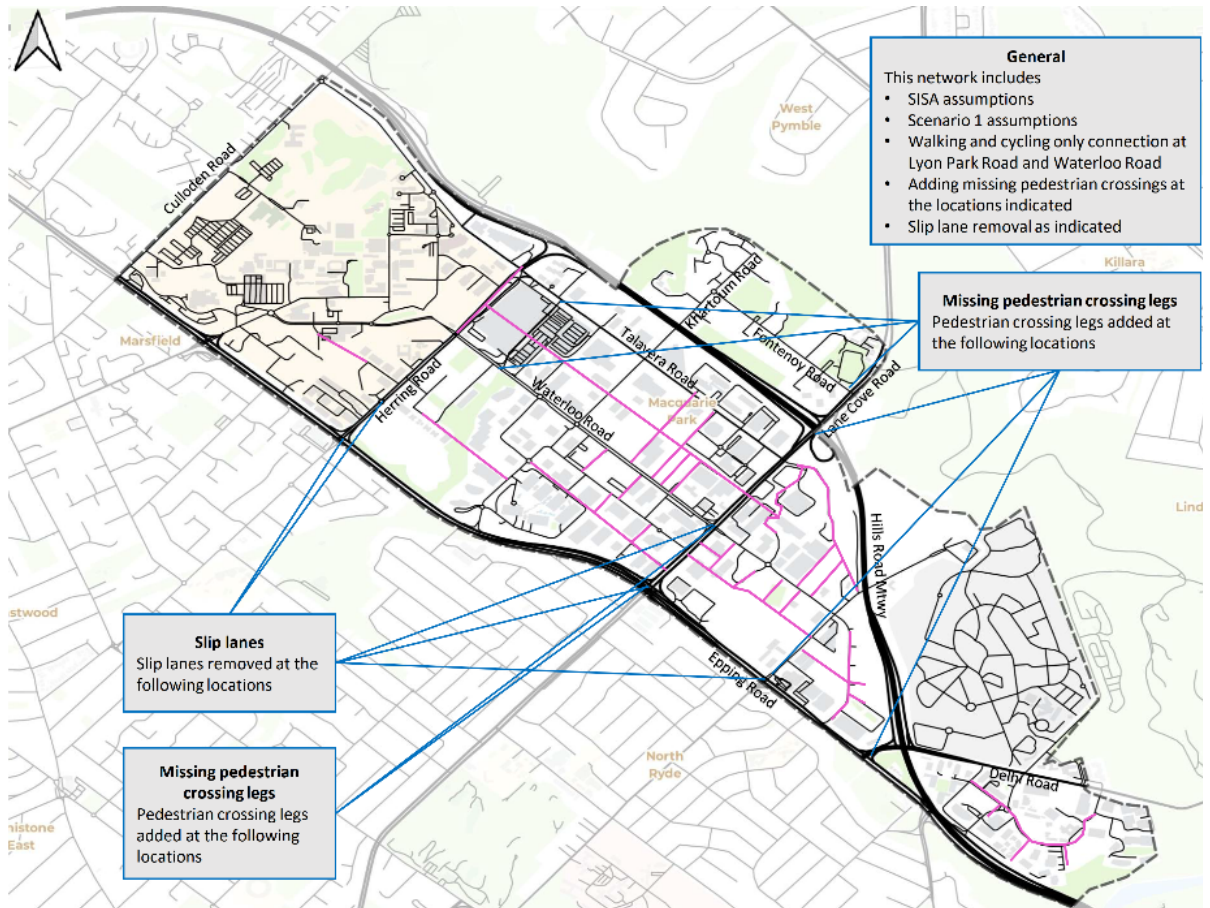 General
This network includes
• SISA assumptions
• Scenario 1 assumptions
• Walking and cycling only connection at
Lyon Park Road and Waterloo Road
• Adding missing pedestrian crossings at
the locations indicated
• Slip lane removal as indicated
West
Pymble
Culloden Road
Killara
Khartoum Road
Missing pedestrian crossing legs
Pedestrian crossing legs added at
the following locations
Marsfield
Talavera Road
Fontenoy Road
Herring Road
Waterloo Road
Macquarie
Park
Lane Cove Road
Lind
Hills Road Mtwy
stwood
Slip lanes
Slip lanes removed at the
following locations
Epping Road
North
Ryde
Missing pedestrian
crossing legs
Pedestrian crossing legs
added at the following
locations
Delhi Road
nistone
East